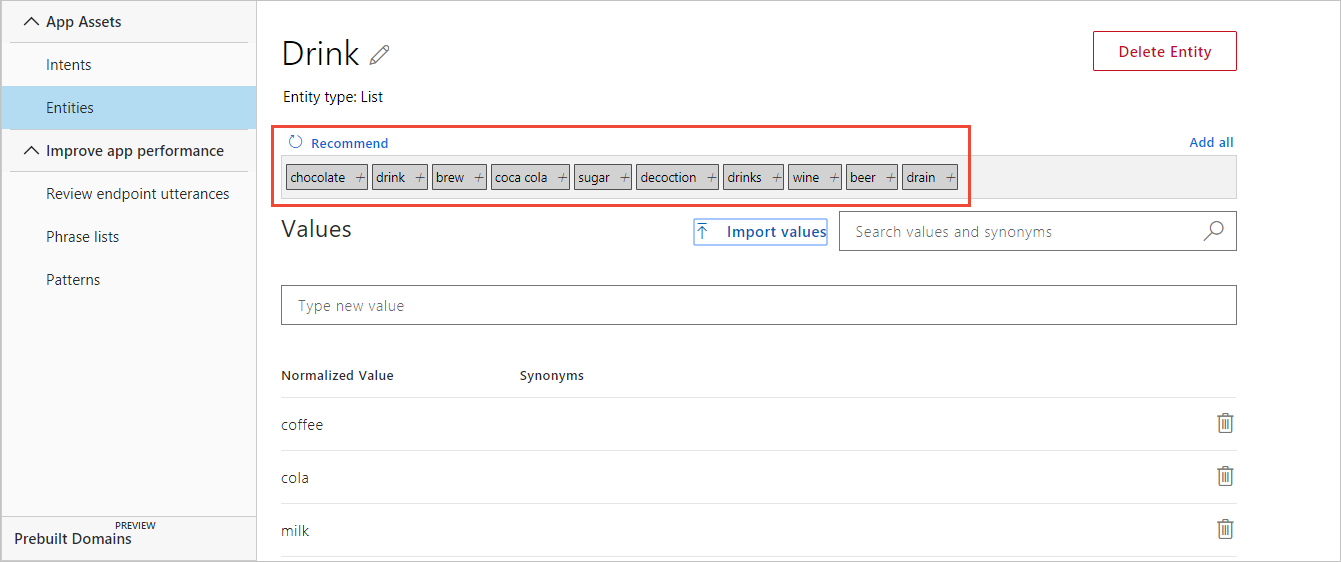 App Assets
Intents
Entities
Improve app performance
Review endpoint utterances
Phrase lists
Patterns
PREVIEW
Prebuilt Domains
Drink
Delete Entity
Entity type: List
Recommend
Add all
chocolate + drink + brew + coca cola + sugar + decoction + drinks + wine + beer + drain +
Values
Import values
Search values and synonyms
Type new value
Normalized Value Synonyms
coffee
cola
milk